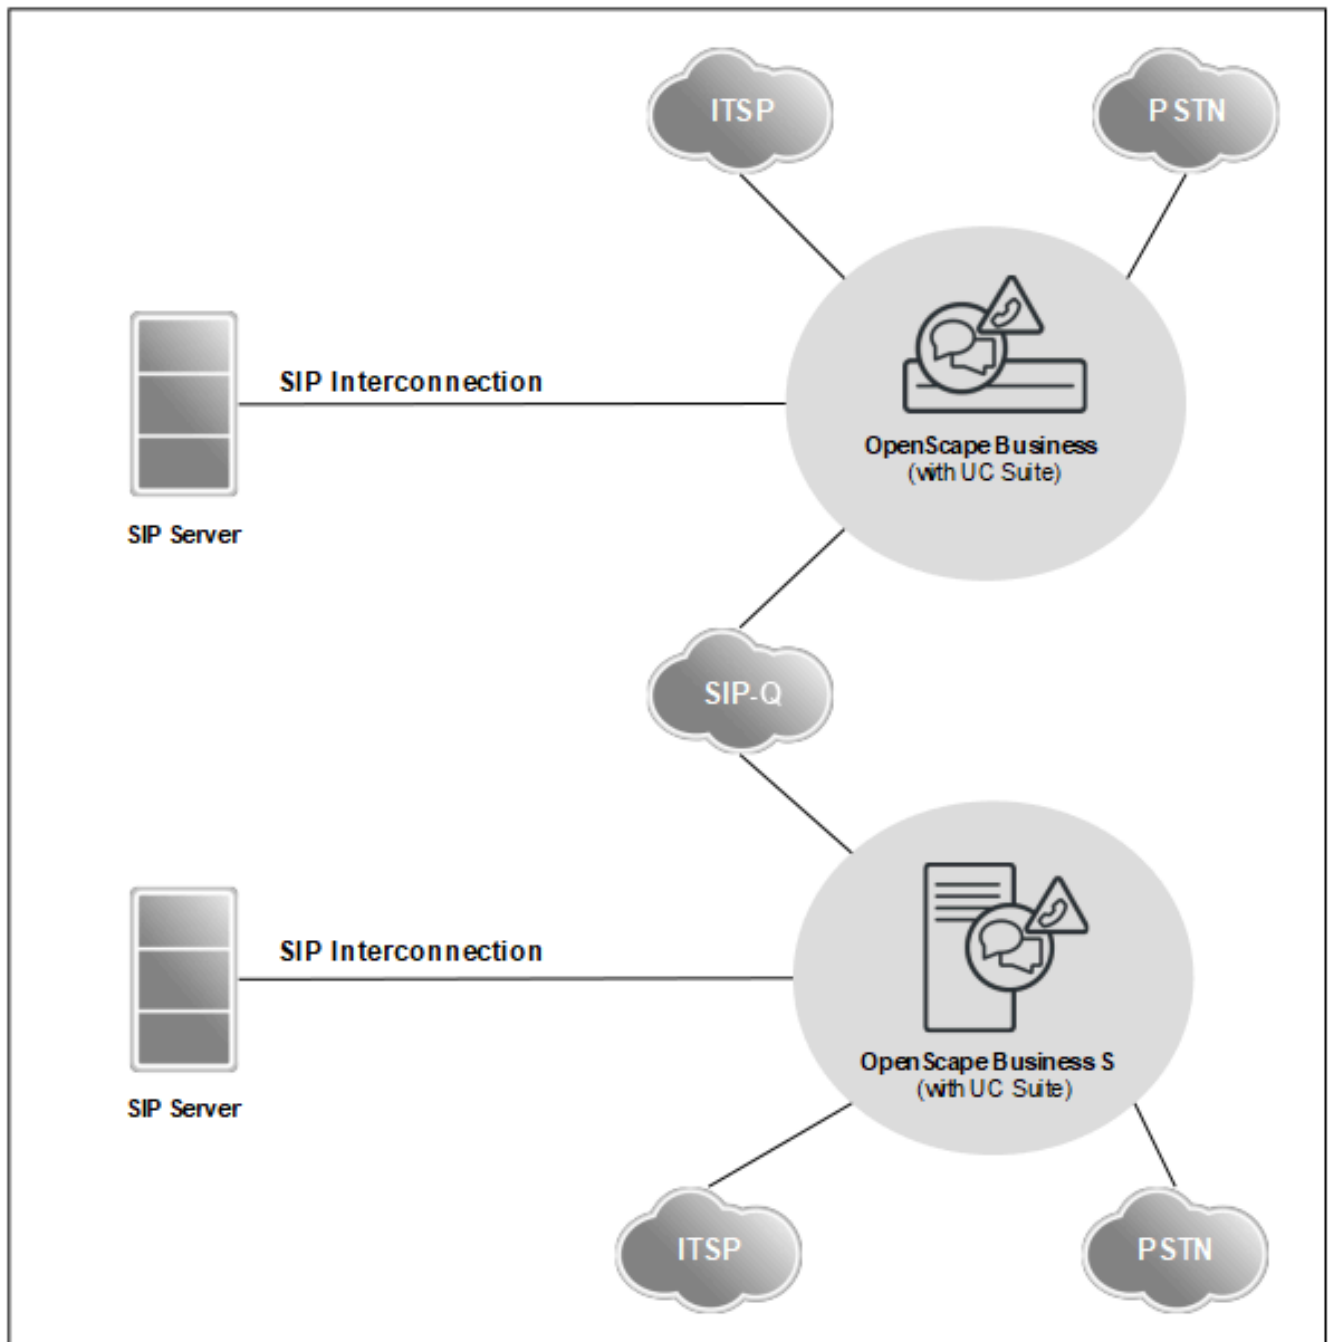 ITSP
PSTN
SIP Interconnection
OpenScape Business
(with UC Suite)
SIP Server
SIP-Q
SIP Interconnection
OpenScape Business S
(with UC Suite)
SIP Server
ITSP
PSTN